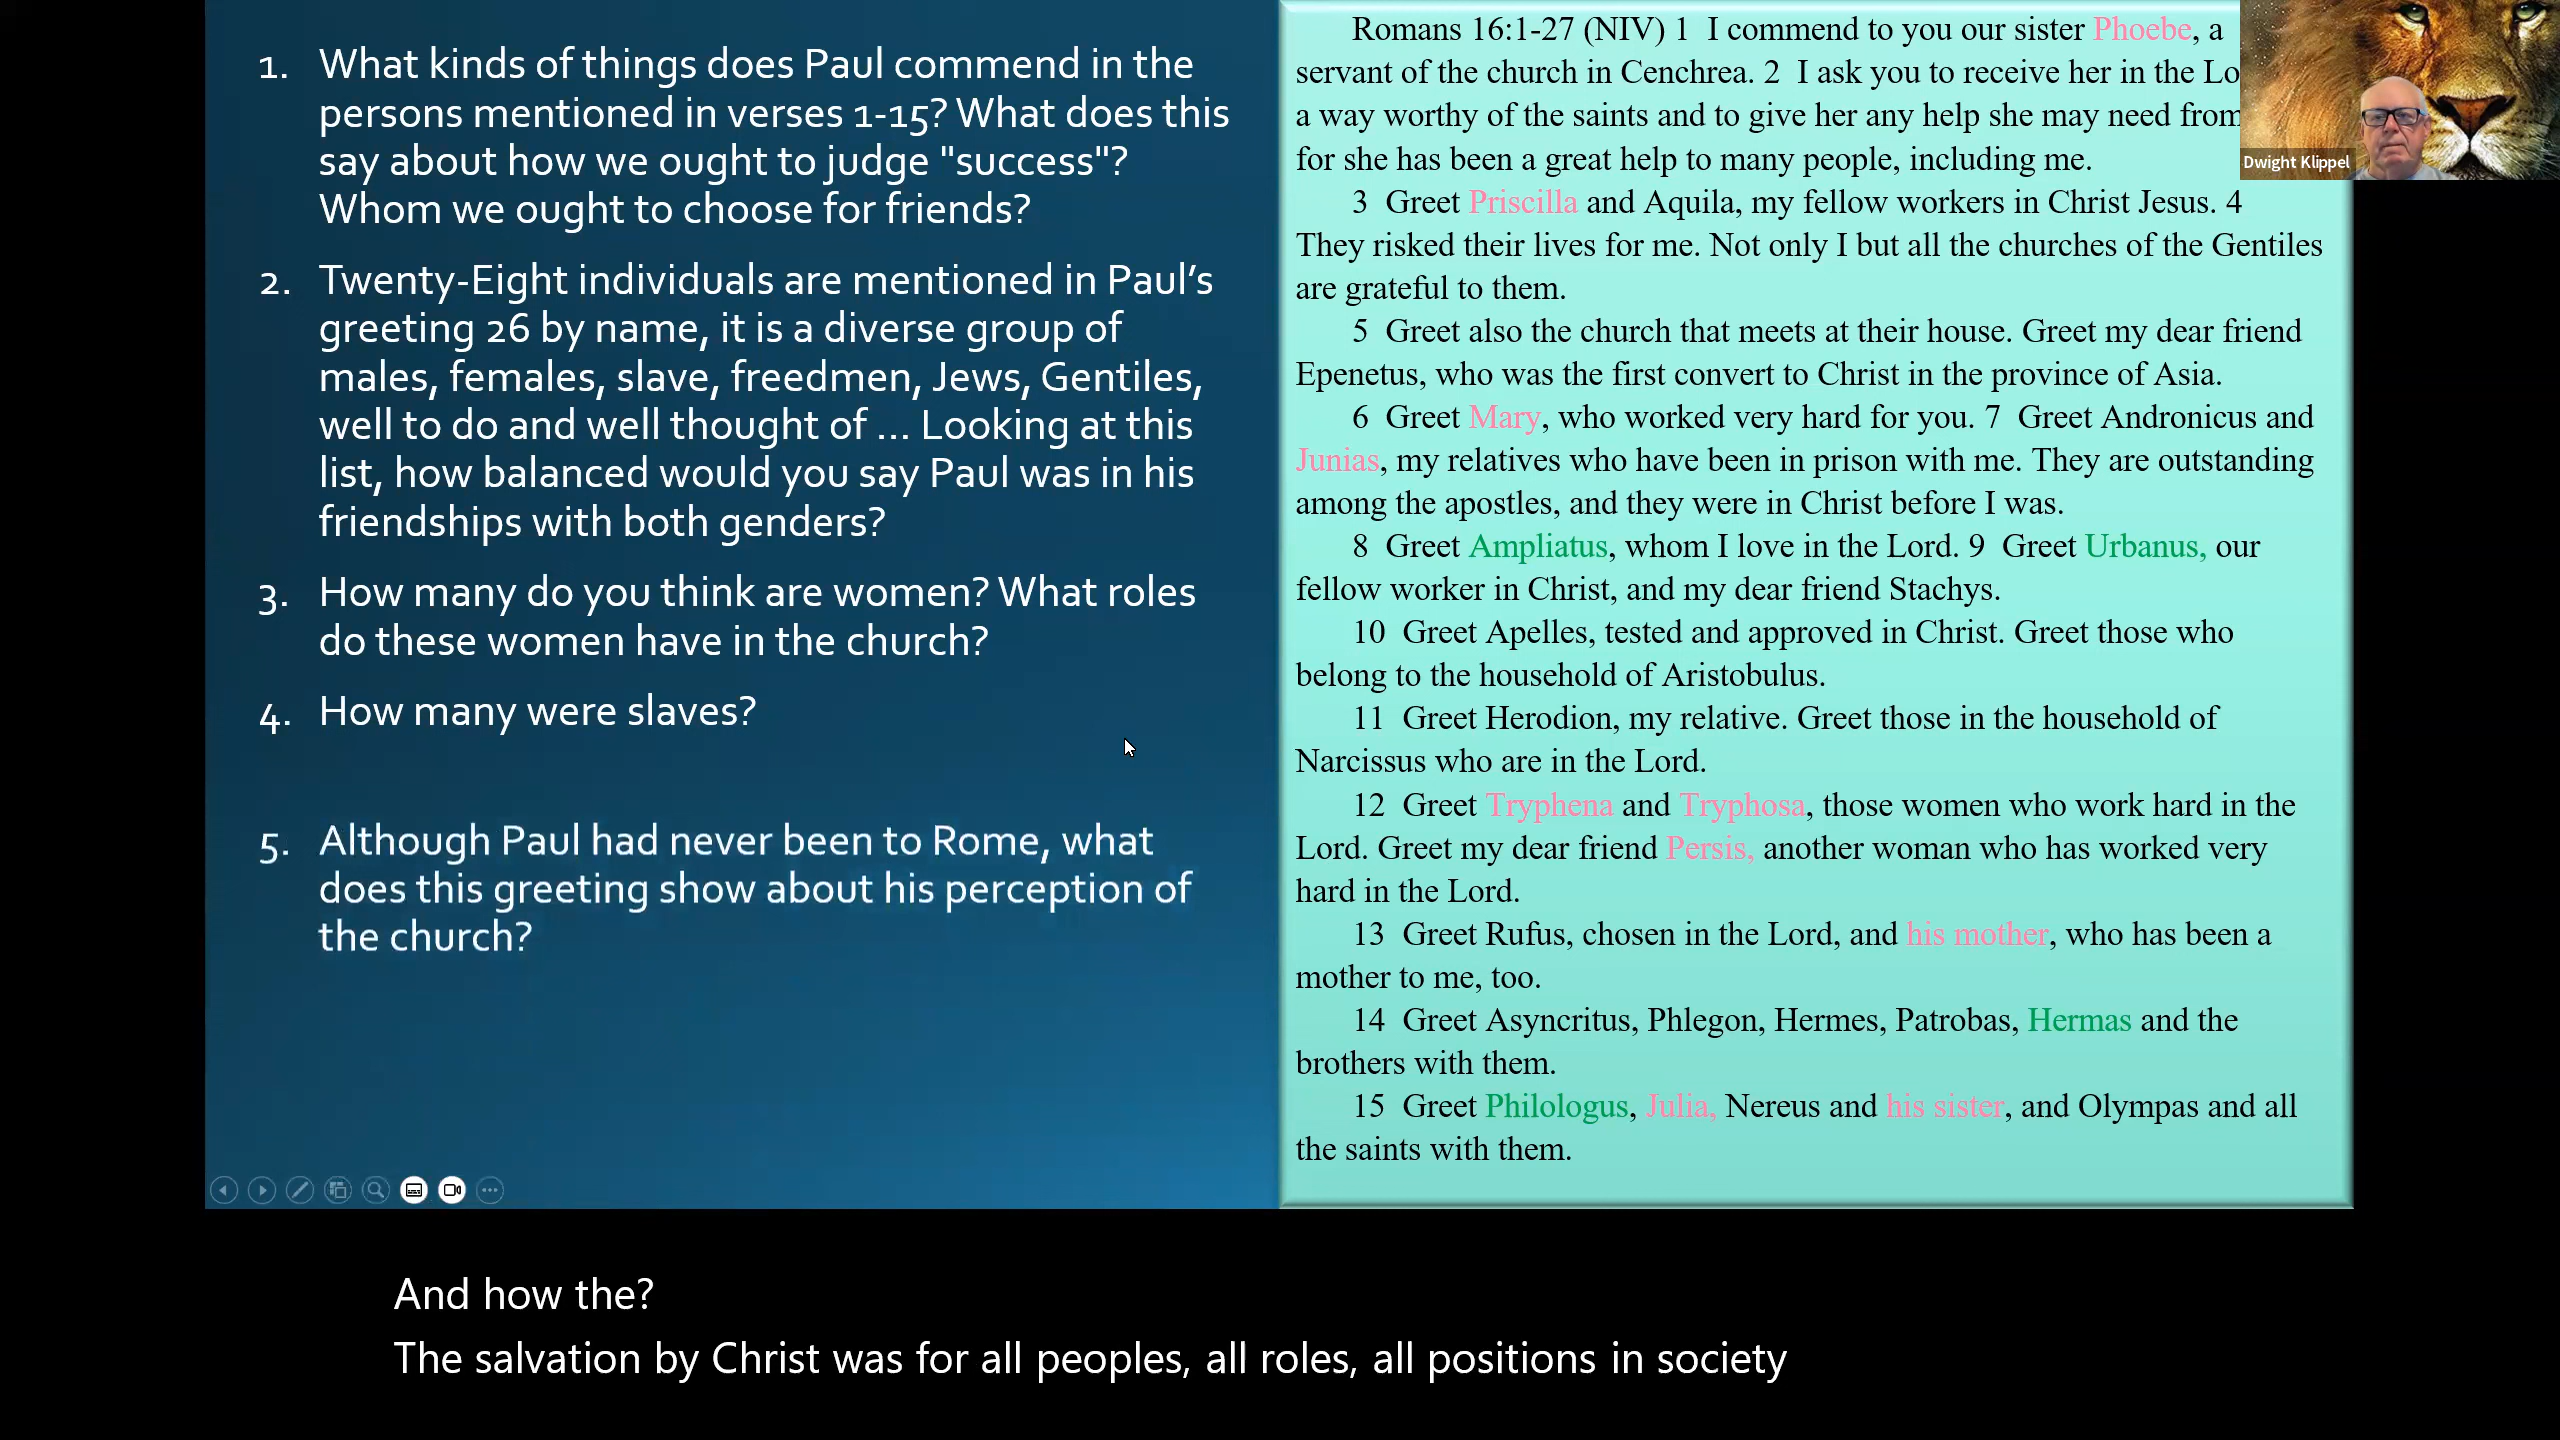 1. What kinds of things does Paul commend in the
persons mentioned in verses 1-15? What does this
say about how we ought to judge "success"?
Whom we ought to choose for friends?
2. Twenty-Eight individuals are mentioned in Paul’s
greeting 26 by name, it is a diverse group of
males, females, slave, freedmen, Jews, Gentiles,
well to do and well thought of ... Looking at this
list, how balanced would you say Paul was in his
friendships with both genders?
3. How many do you think are women? What roles
do these women have in the church?
4. How many were slaves?
5. Although Paul had never been to Rome, what
does this greeting show about his perception of
the church?
Romans 16:1-27 (NIV) 1 I commend to you our sister Phoebe, a
servant of the church in Cenchrea. 2 I ask you to receive her in the Lo
a way worthy of the saints and to give her any help she may need from
for she has been a great help to many people, including me.
3 Greet Priscilla and Aquila, my fellow workers in Christ Jesus. 4
They risked their lives for me. Not only I but all the churches of the Gentiles
are grateful to them.
5 Greet also the church that meets at their house. Greet my dear friend
Epenetus, who was the first convert to Christ in the province of Asia.
6 Greet Mary, who worked very hard for you. 7 Greet Andronicus and
Junias, my relatives who have been in prison with me. They are outstanding
among the apostles, and they were in Christ before I was.
8 Greet Ampliatus, whom I love in the Lord. 9 Greet Urbanus, our
fellow worker in Christ, and my dear friend Stachys.
10 Greet Apelles, tested and approved in Christ. Greet those who
belong to the household of Aristobulus.
11 Greet Herodion, my relative. Greet those in the household of
Narcissus who are in the Lord.
12 Greet Tryphena and Tryphosa, those women who work hard in the
Lord. Greet my dear friend Persis, another woman who has worked very
hard in the Lord.
13 Greet Rufus, chosen in the Lord, and his mother, who has been a
mother to me, too.
14 Greet Asyncritus, Phlegon, Hermes, Patrobas, Hermas and the
brothers with them.
15 Greet Philologus, Julia, Nereus and his sister, and Olympas and all
the saints with them.
Dwight Klippel
And how the?
The salvation by Christ was for all peoples, all roles, all positions in society